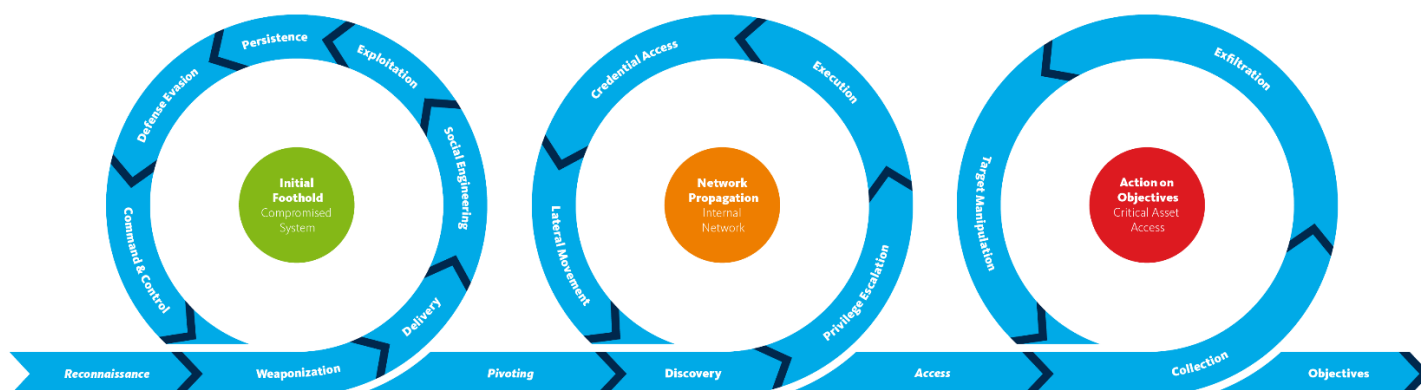 Reconnaissance
Weaponization
Delivery
Social Engineering
Exploitation
Persistence
Defense Evasion
Command & Control
Initial
Foothold
Compromised
System
Pivoting
Discovery
Privilege Escalation
Execution
Credential Access
Lateral Movement
Network
Propagation
Internal
Network
Access
Collection
Exfiltration
Target Manipulation
Action on
Objectives
Critical Asset
Access
Objectives